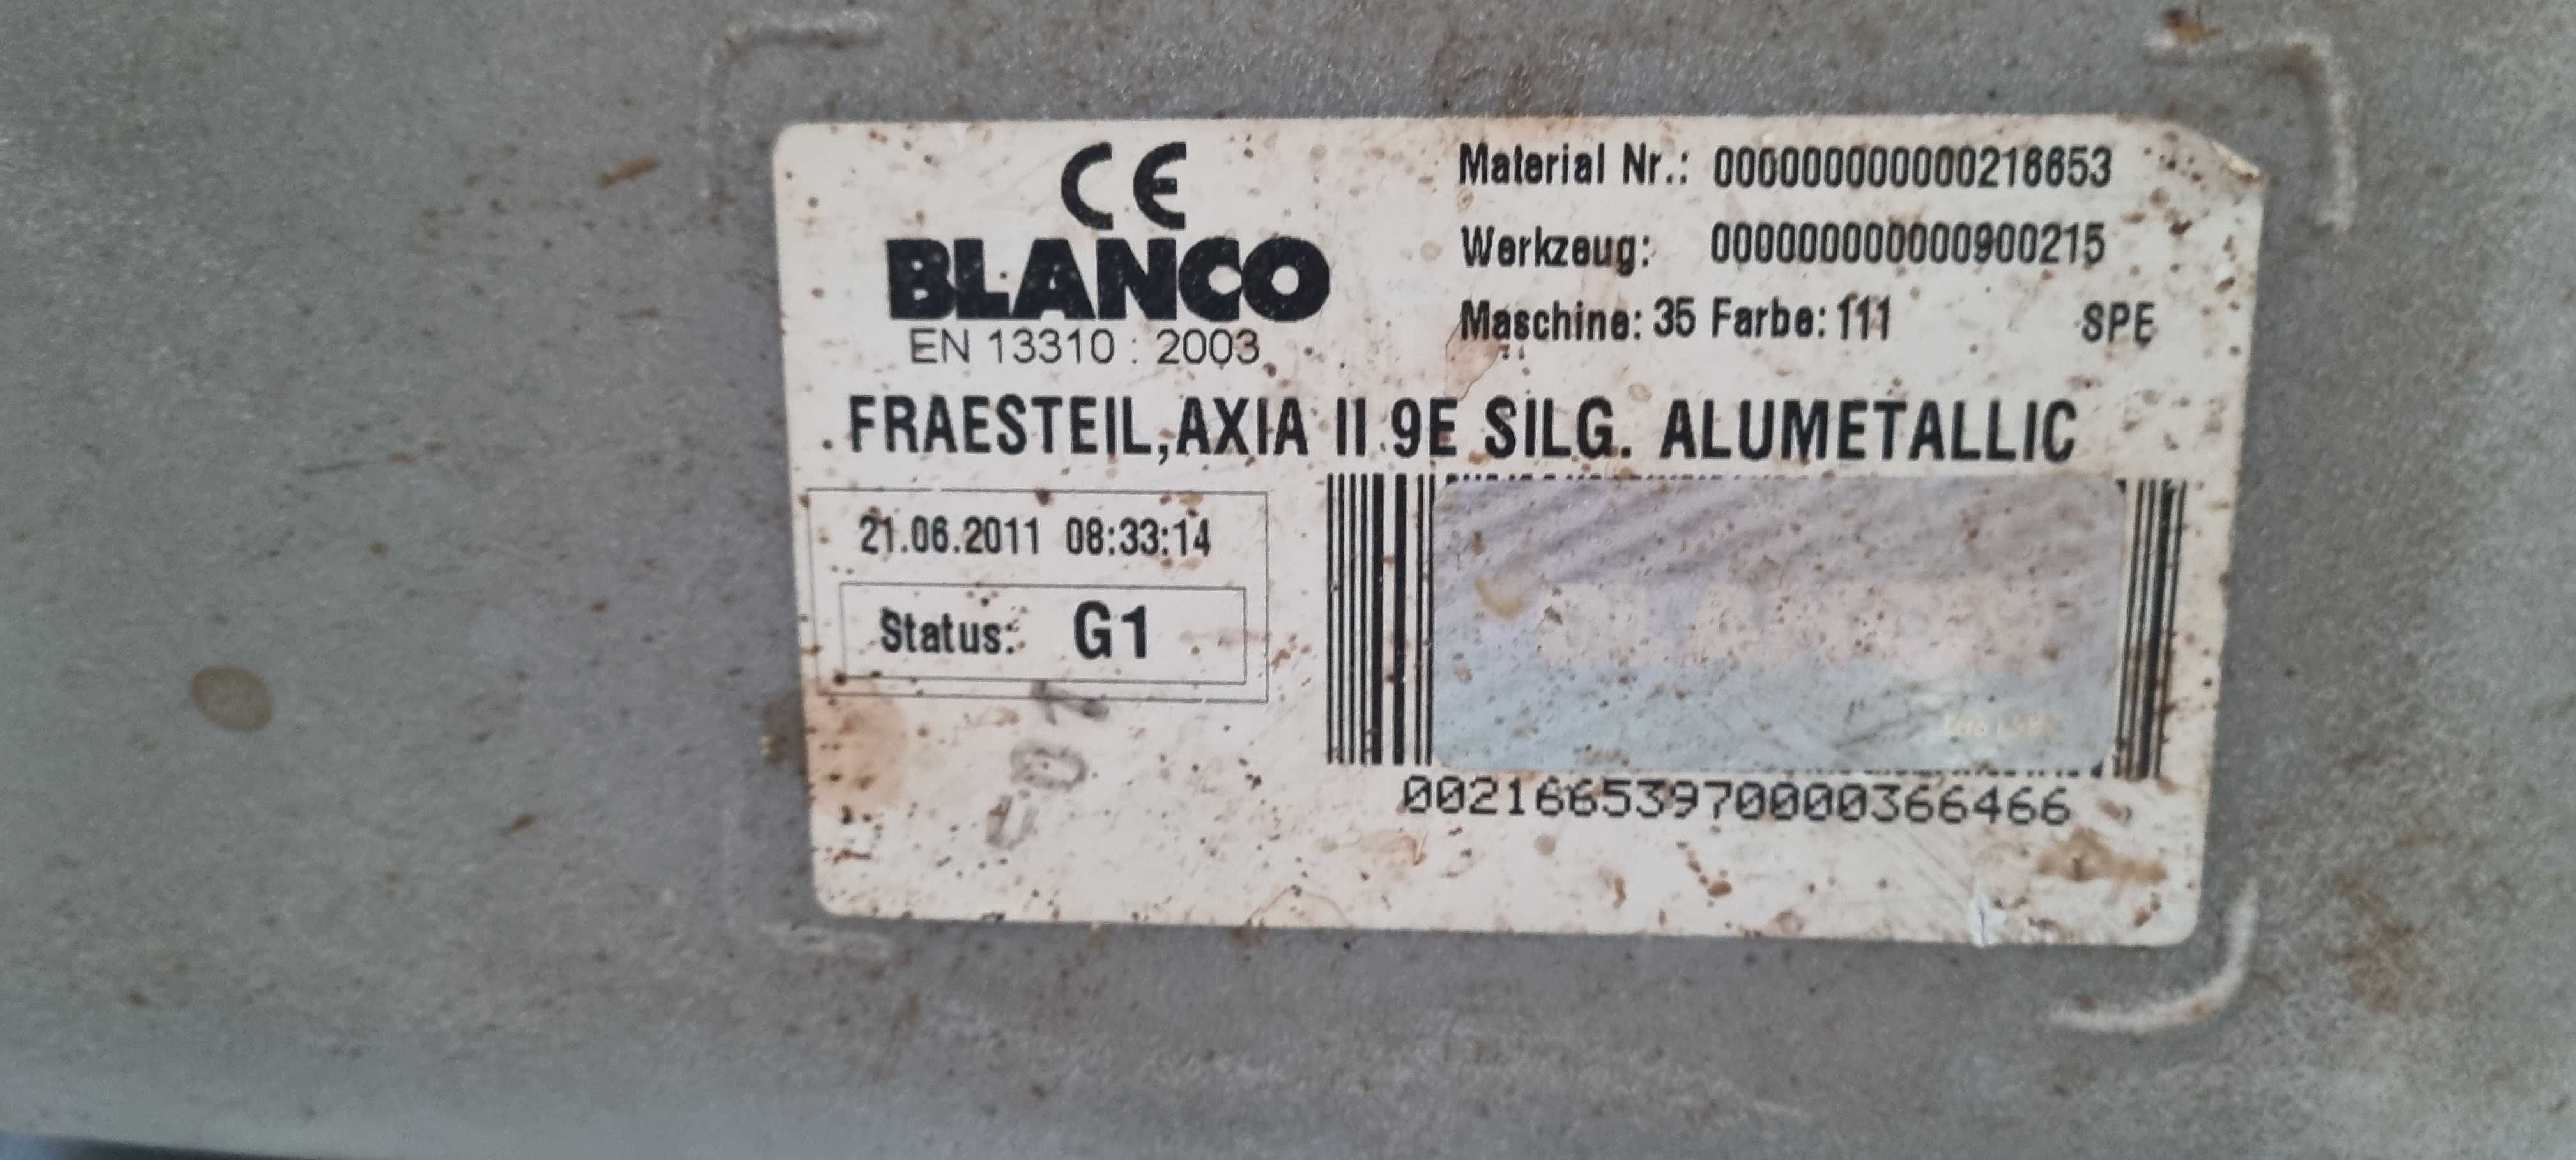 CE
BLANCO
EN 13310 : 2003
Material Nr.: 000000000000216653
Werkzeug: 000000000000900215
Maschine: 35 Farbe: 111 SPE
FRAESTEIL,AXIA II 9E SILG. ALUMETALLIC
21.06.2011 08:33:14
Status: G1
00216653970000366466